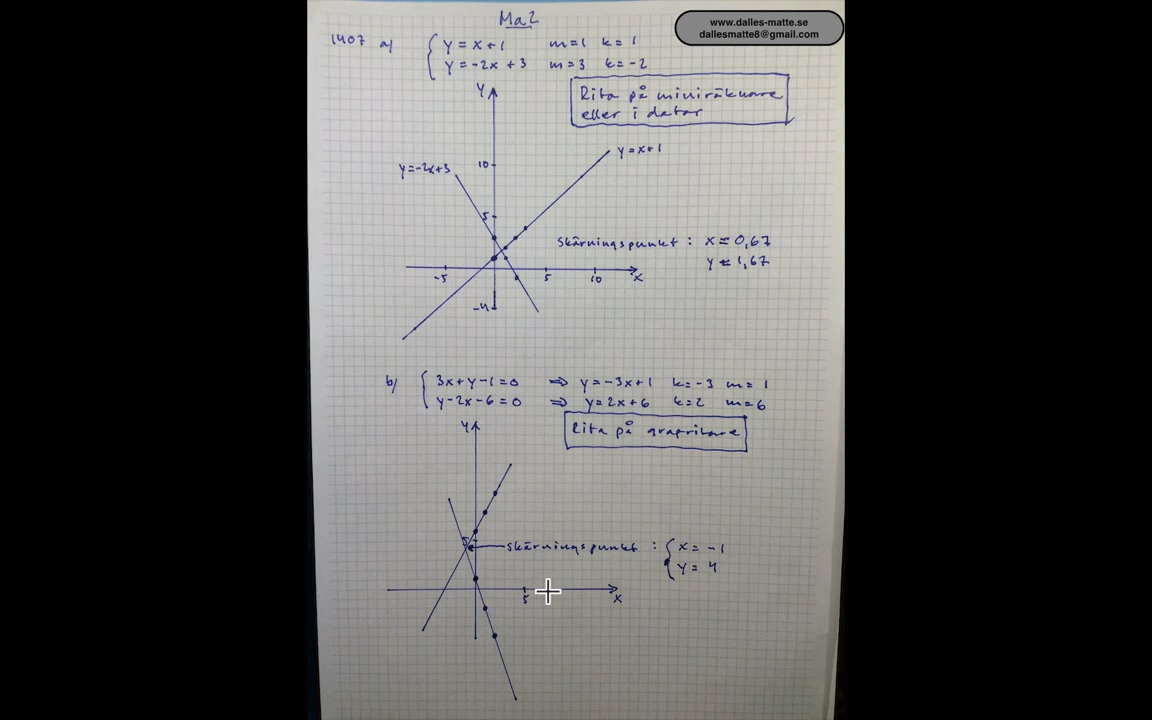 Ma2
www.dalles-matte.se
dallesmatte8@gmail.com
1407 a) y = x+1 m=1 k=1
y=-2x+3 m=3 k=-2
Rita på miniräknare
eller i dator
Y
y=x+1
y=-2x+3
10
5
Skärningspunkt: x≈0,67
y≈1,67
-5 5 10 x
-4
b) 3x+y-1=0 ⇒ y=-3x+1 k=-3 m=1
y-2x-6=0 ⇒ y=2x+6 k=2 m=6
Rita på
Y
5
skärningspunkt: x=-1
y=4
5 x